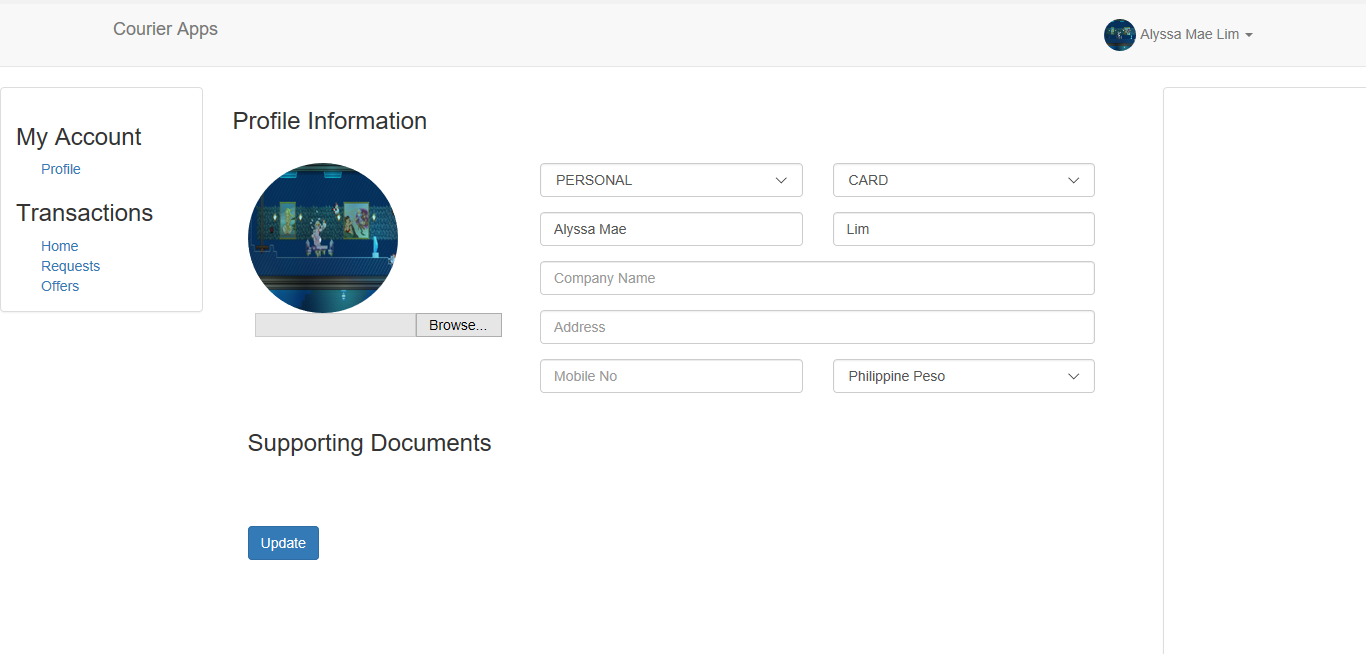 Courier Apps
Alyssa Mae Lim
My Account
Profile
Transactions
Home
Requests
Offers
Profile Information
Browse...
PERSONAL
CARD
Alyssa Mae
Lim
Company Name
Address
Mobile No
Philippine Peso
Supporting Documents
Update